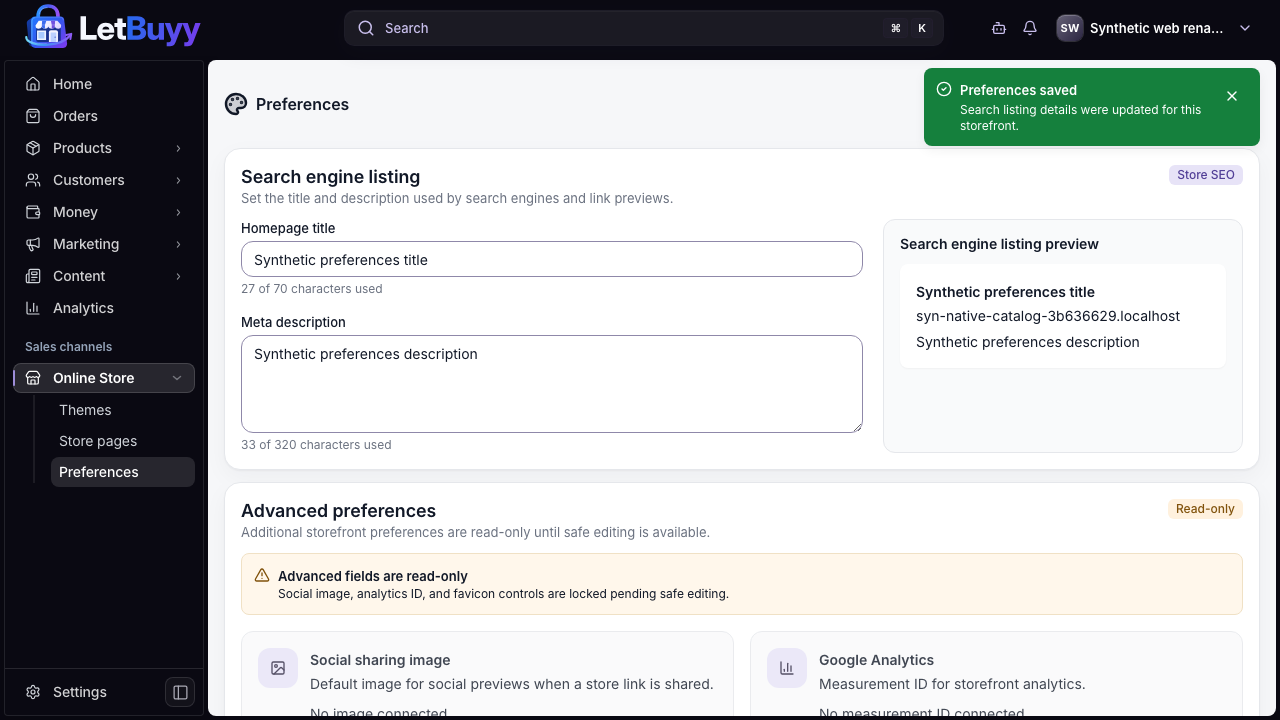 LetBuyy
Search
⌘ K
SW Synthetic web rena...
Home
Orders
Products
Customers
Money
Marketing
Content
Analytics
Sales channels
Online Store
Themes
Store pages
Preferences
Settings
Preferences
Preferences saved
Search listing details were updated for this
storefront.
Search engine listing
Store SEO
Set the title and description used by search engines and link previews.
Homepage title
Synthetic preferences title
27 of 70 characters used
Meta description
Synthetic preferences description
33 of 320 characters used
Search engine listing preview
Synthetic preferences title
syn-native-catalog-3b636629.localhost
Synthetic preferences description
Advanced preferences
Read-only
Additional storefront preferences are read-only until safe editing is available.
Advanced fields are read-only
Social image, analytics ID, and favicon controls are locked pending safe editing.
Social sharing image
Default image for social previews when a store link is shared.
No image connected
Google Analytics
Measurement ID for storefront analytics.
No measurement ID connected